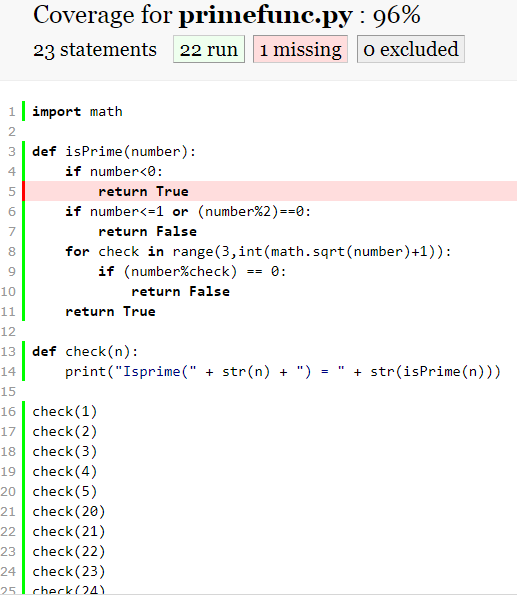 Coverage for primefunc.py : 96%
23 statements 22 run 1 missing 0 excluded
1 import math
2
3 def isPrime(number):
4     if number<0:
5         return True
6     if number<=1 or (number%2)==0:
7         return False
8     for check in range(3,int(math.sqrt(number)+1)):
9         if (number%check) == 0:
10             return False
11     return True
12
13 def check(n):
14     print("Isprime(" + str(n) + ") = " + str(isPrime(n)))
15
16 check(1)
17 check(2)
18 check(3)
19 check(4)
20 check(5)
21 check(20)
22 check(21)
23 check(22)
24 check(23)
25 check(24)